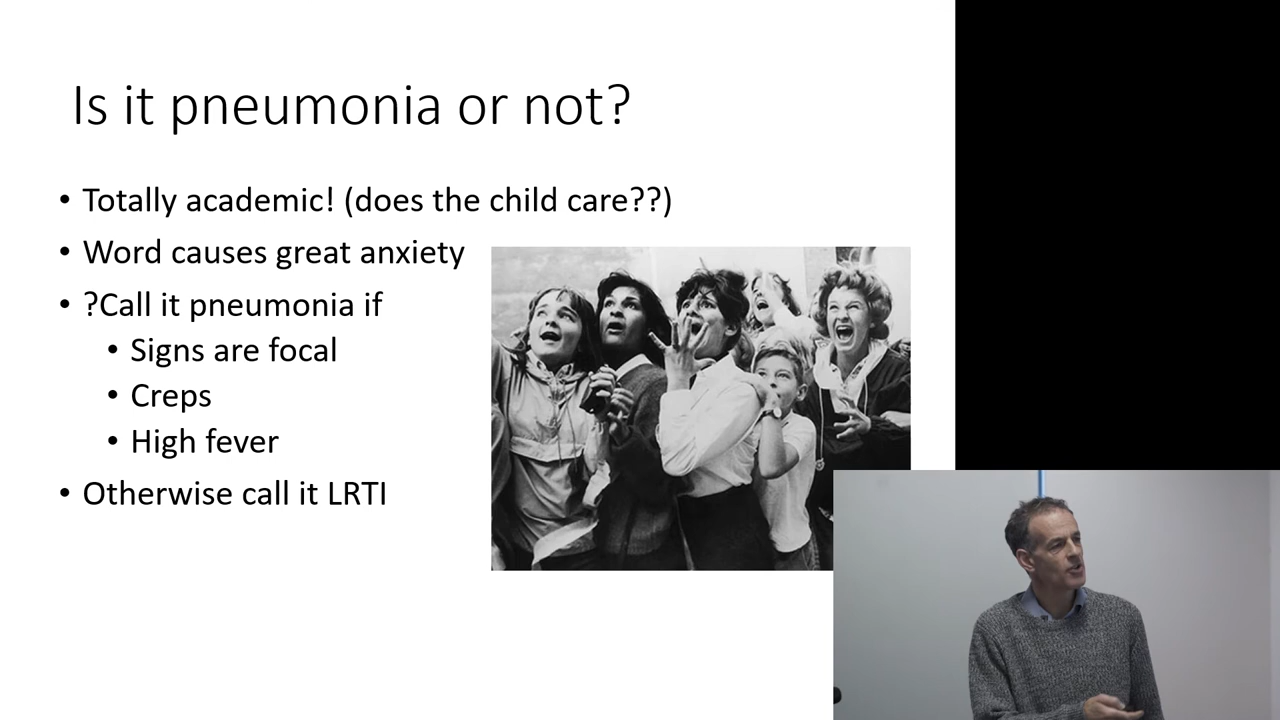 Is it pneumonia or not?
• Totally academic! (does the child care??)
• Word causes great anxiety
• ?Call it pneumonia if
• Signs are focal
• Creps
• High fever
• Otherwise call it LRTI